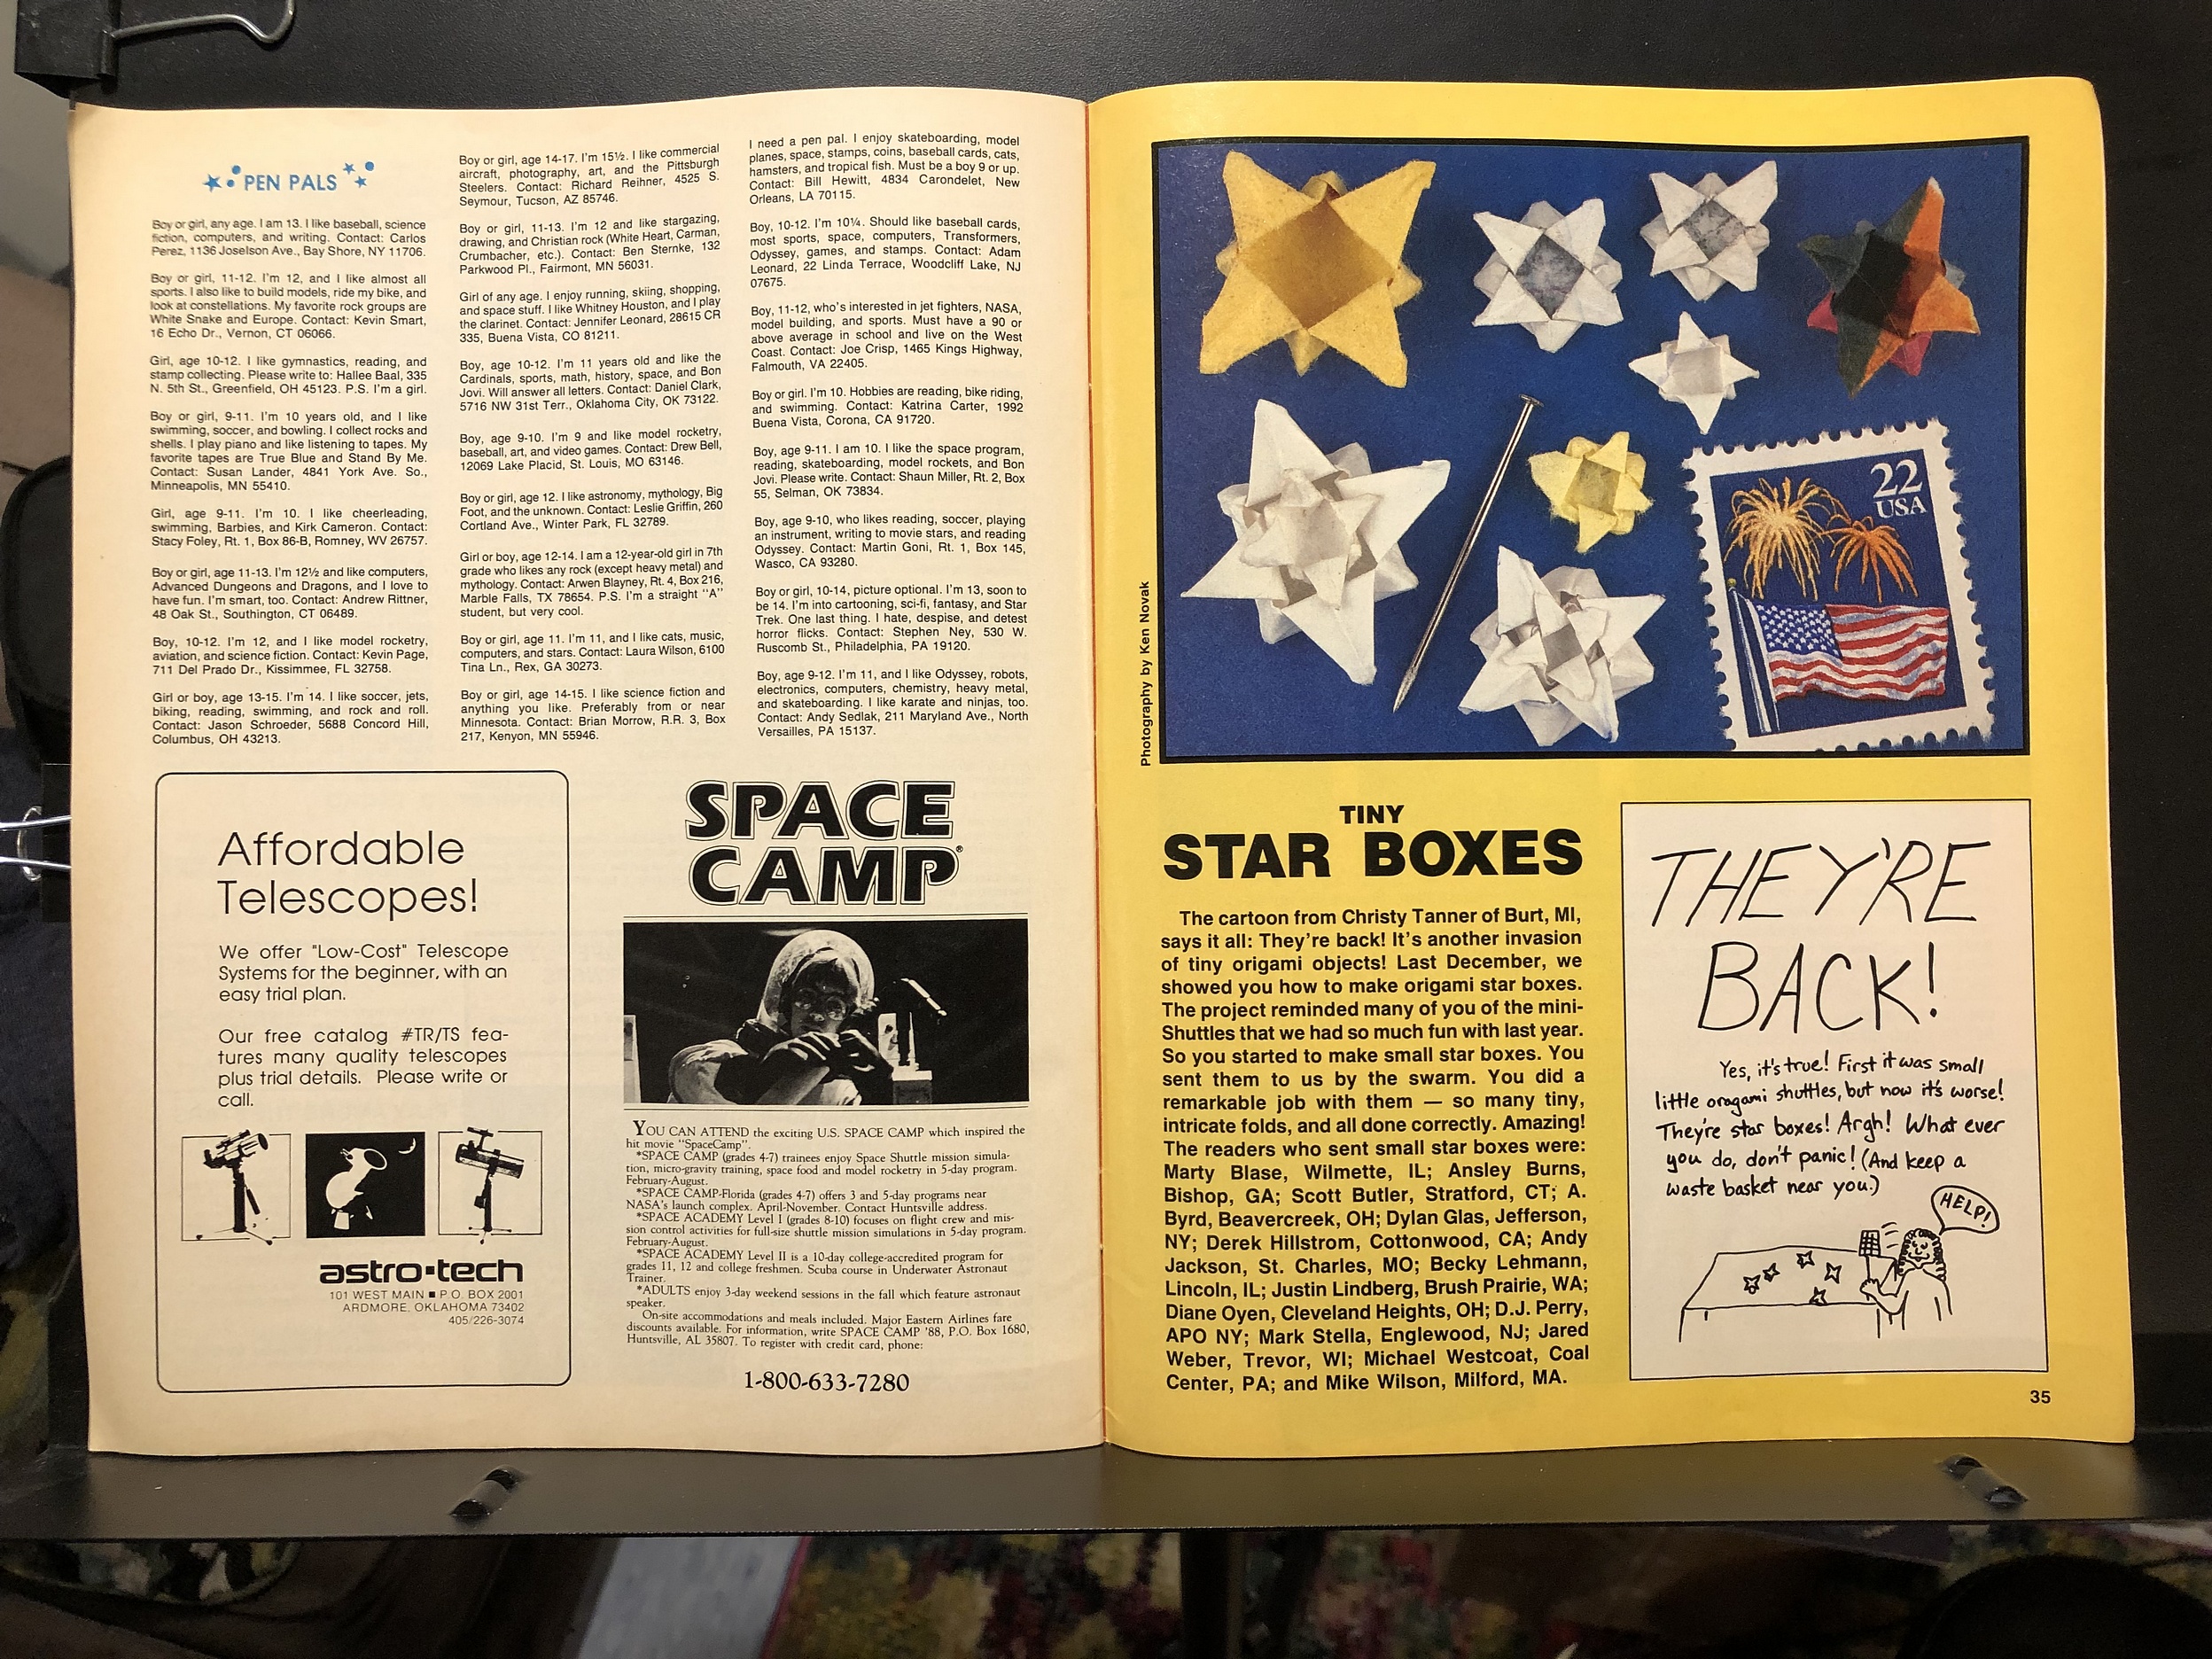 PEN PALS
Boy or girl, any age. I am 13. I like baseball, science
fiction, computers, and writing. Contact: Carlos
Perez, 1136 Joselson Ave., Bay Shore, NY 11706.
Boy or girl, 11-12. I'm 12, and I like almost all
sports. I also like to build models, ride my bike, and
look at constellations. My favorite rock groups are
White Snake and Europe. Contact: Kevin Smart,
16 Echo Dr., Vernon, CT 06066.
Girl, age 10-12. I like gymnastics, reading, and
stamp collecting. Please write to: Hallee Baal, 335
N. 5th St., Greenfield, OH 45123. P.S. I'm a girl.
Boy or girl, 9-11. I'm 10 years old, and I like
swimming, soccer, and bowling. I collect rocks and
shells. I play piano and like listening to tapes. My
favorite tapes are True Blue and Stand By Me.
Contact: Susan Lander, 4841 York Ave. So.,
Minneapolis, MN 55410.
Girl, age 9-11. I'm 10. I like cheerleading,
swimming, Barbies, and Kirk Cameron. Contact:
Stacy Foley, Rt. 1, Box 86-B, Romney, WV 26757.
Boy or girl, age 11-13. I'm 12½ and like computers,
Advanced Dungeons and Dragons, and I love to
have fun. I'm smart, too. Contact: Andrew Rittner,
48 Oak St., Southington, CT 06489.
Boy, 10-12. I'm 12, and I like model rocketry,
aviation, and science fiction. Contact: Kevin Page,
711 Del Prado Dr., Kissimmee, FL 32758.
Girl or boy, age 13-15. I'm 14. I like soccer, jets,
biking, reading, swimming, and rock and roll.
Contact: Jason Schroeder, 5688 Concord Hill,
Columbus, OH 43213.
Boy or girl, age 14-17. I'm 15½. I like commercial
aircraft, photography, art, and the Pittsburgh
Steelers. Contact: Richard Reihner, 4525 S.
Seymour, Tucson, AZ 85746.
Boy or girl, 11-13. I'm 12 and like stargazing,
drawing, and Christian rock (White Heart, Carman,
Crumbacher, etc.). Contact: Ben Sternke, 132
Parkwood Pl., Fairmont, MN 56031.
Girl of any age. I enjoy running, skiing, shopping,
and space stuff. I like Whitney Houston, and I play
the clarinet. Contact: Jennifer Leonard, 28615 CR
335, Buena Vista, CO 81211.
Boy, age 10-12. I'm 11 years old and like the
Cardinals, sports, math, history, space, and Bon
Jovi. Will answer all letters. Contact: Daniel Clark,
5716 NW 31st Terr., Oklahoma City, OK 73122.
Boy, age 9-10. I'm 9 and like model rocketry,
baseball, art, and video games. Contact: Drew Bell,
12069 Lake Placid, St. Louis, MO 63146.
Boy or girl, age 12. I like astronomy, mythology, Big
Foot, and the unknown. Contact: Leslie Griffin, 260
Cortland Ave., Winter Park, FL 32789.
Girl or boy, age 12-14. I am a 12-year-old girl in 7th
grade who likes any rock (except heavy metal) and
mythology. Contact: Arwen Blayney, Rt. 4, Box 216,
Marble Falls, TX 78654. P.S. I'm a straight "A"
student, but very cool.
Boy or girl, age 11. I'm 11, and I like cats, music,
computers, and stars. Contact: Laura Wilson, 6100
Tina Ln., Rex, GA 30273.
Boy or girl, age 14-15. I like science fiction and
anything you like. Preferably from or near
Minnesota. Contact: Brian Morrow, R.R. 3, Box
217, Kenyon, MN 55946.
I need a pen pal. I enjoy skateboarding, model
planes, space, stamps, coins, baseball cards, cats,
hamsters, and tropical fish. Must be a boy 9 or up.
Contact: Bill Hewitt, 4834 Carondelet, New
Orleans, LA 70115.
Boy, 10-12. I'm 10¼. Should like baseball cards,
most sports, space, computers, Transformers,
Odyssey, games, and stamps. Contact: Adam
Leonard, 22 Linda Terrace, Woodcliff Lake, NJ
07675.
Boy, 11-12, who's interested in jet fighters, NASA,
model building, and sports. Must have a 90 or
above average in school and live on the West
Coast. Contact: Joe Crisp, 1465 Kings Highway,
Falmouth, VA 22405.
Boy or girl. I'm 10. Hobbies are reading, bike riding,
and swimming. Contact: Katrina Carter, 1992
Buena Vista, Corona, CA 91720.
Boy, age 9-11. I am 10. I like the space program,
reading, skateboarding, model rockets, and Bon
Jovi. Please write. Contact: Shaun Miller, Rt. 2, Box
55, Selman, OK 73834.
Boy, age 9-10, who likes reading, soccer, playing
an instrument, writing to movie stars, and reading
Odyssey. Contact: Martin Goni, Rt. 1, Box 145,
Wasco, CA 93280.
Boy or girl, 10-14, picture optional. I'm 13, soon to
be 14. I'm into cartooning, sci-fi, fantasy, and Star
Trek. One last thing. I hate, despise, and detest
horror flicks. Contact: Stephen Ney, 530 W.
Ruscomb St., Philadelphia, PA 19120.
Boy, age 9-12. I'm 11, and I like Odyssey, robots,
electronics, computers, chemistry, heavy metal,
and skateboarding. I like karate and ninjas, too.
Contact: Andy Sedlak, 211 Maryland Ave., North
Versailles, PA 15137.
Affordable
Telescopes!
We offer "Low-Cost" Telescope
Systems for the beginner, with an
easy trial plan.
Our free catalog #TR/TS fea-
tures many quality telescopes
plus trial details. Please write or
call.
astro·tech
101 WEST MAIN ■ P.O. BOX 2001
ARDMORE, OKLAHOMA 73402
405/226-3074
SPACE
CAMP®
YOU CAN ATTEND the exciting U.S. SPACE CAMP which inspired the
hit movie "SpaceCamp".
*SPACE CAMP (grades 4-7) trainees enjoy Space Shuttle mission simula-
tion, micro-gravity training, space food and model rocketry in 5-day program.
February-August.
*SPACE CAMP-Florida (grades 4-7) offers 3 and 5-day programs near
NASA's launch complex. April-November. Contact Huntsville address.
*SPACE ACADEMY Level I (grades 8-10) focuses on flight crew and mis-
sion control activities for full-size shuttle mission simulations in 5-day program.
February-August.
*SPACE ACADEMY Level II is a 10-day college-accredited program for
grades 11, 12 and college freshmen. Scuba course in Underwater Astronaut
Trainer.
*ADULTS enjoy 3-day weekend sessions in the fall which feature astronaut
speaker.
On-site accommodations and meals included. Major Eastern Airlines fare
discounts available. For information, write SPACE CAMP '88, P.O. Box 1680,
Huntsville, AL 35807. To register with credit card, phone:
1-800-633-7280
22
USA
Photography by Ken Novak
TINY
STAR BOXES
The cartoon from Christy Tanner of Burt, MI,
says it all: They're back! It's another invasion
of tiny origami objects! Last December, we
showed you how to make origami star boxes.
The project reminded many of you of the mini-
Shuttles that we had so much fun with last year.
So you started to make small star boxes. You
sent them to us by the swarm. You did a
remarkable job with them — so many tiny,
intricate folds, and all done correctly. Amazing!
The readers who sent small star boxes were:
Marty Blase, Wilmette, IL; Ansley Burns,
Bishop, GA; Scott Butler, Stratford, CT; A.
Byrd, Beavercreek, OH; Dylan Glas, Jefferson,
NY; Derek Hillstrom, Cottonwood, CA; Andy
Jackson, St. Charles, MO; Becky Lehmann,
Lincoln, IL; Justin Lindberg, Brush Prairie, WA;
Diane Oyen, Cleveland Heights, OH; D.J. Perry,
APO NY; Mark Stella, Englewood, NJ; Jared
Weber, Trevor, WI; Michael Westcoat, Coal
Center, PA; and Mike Wilson, Milford, MA.
THEY'RE
BACK!
Yes, it's true! First it was small
little oragami shuttles, but now it's worse!
They're star boxes! Argh! What ever
you do, don't panic! (And keep a
waste basket near you.)
HELP!
35